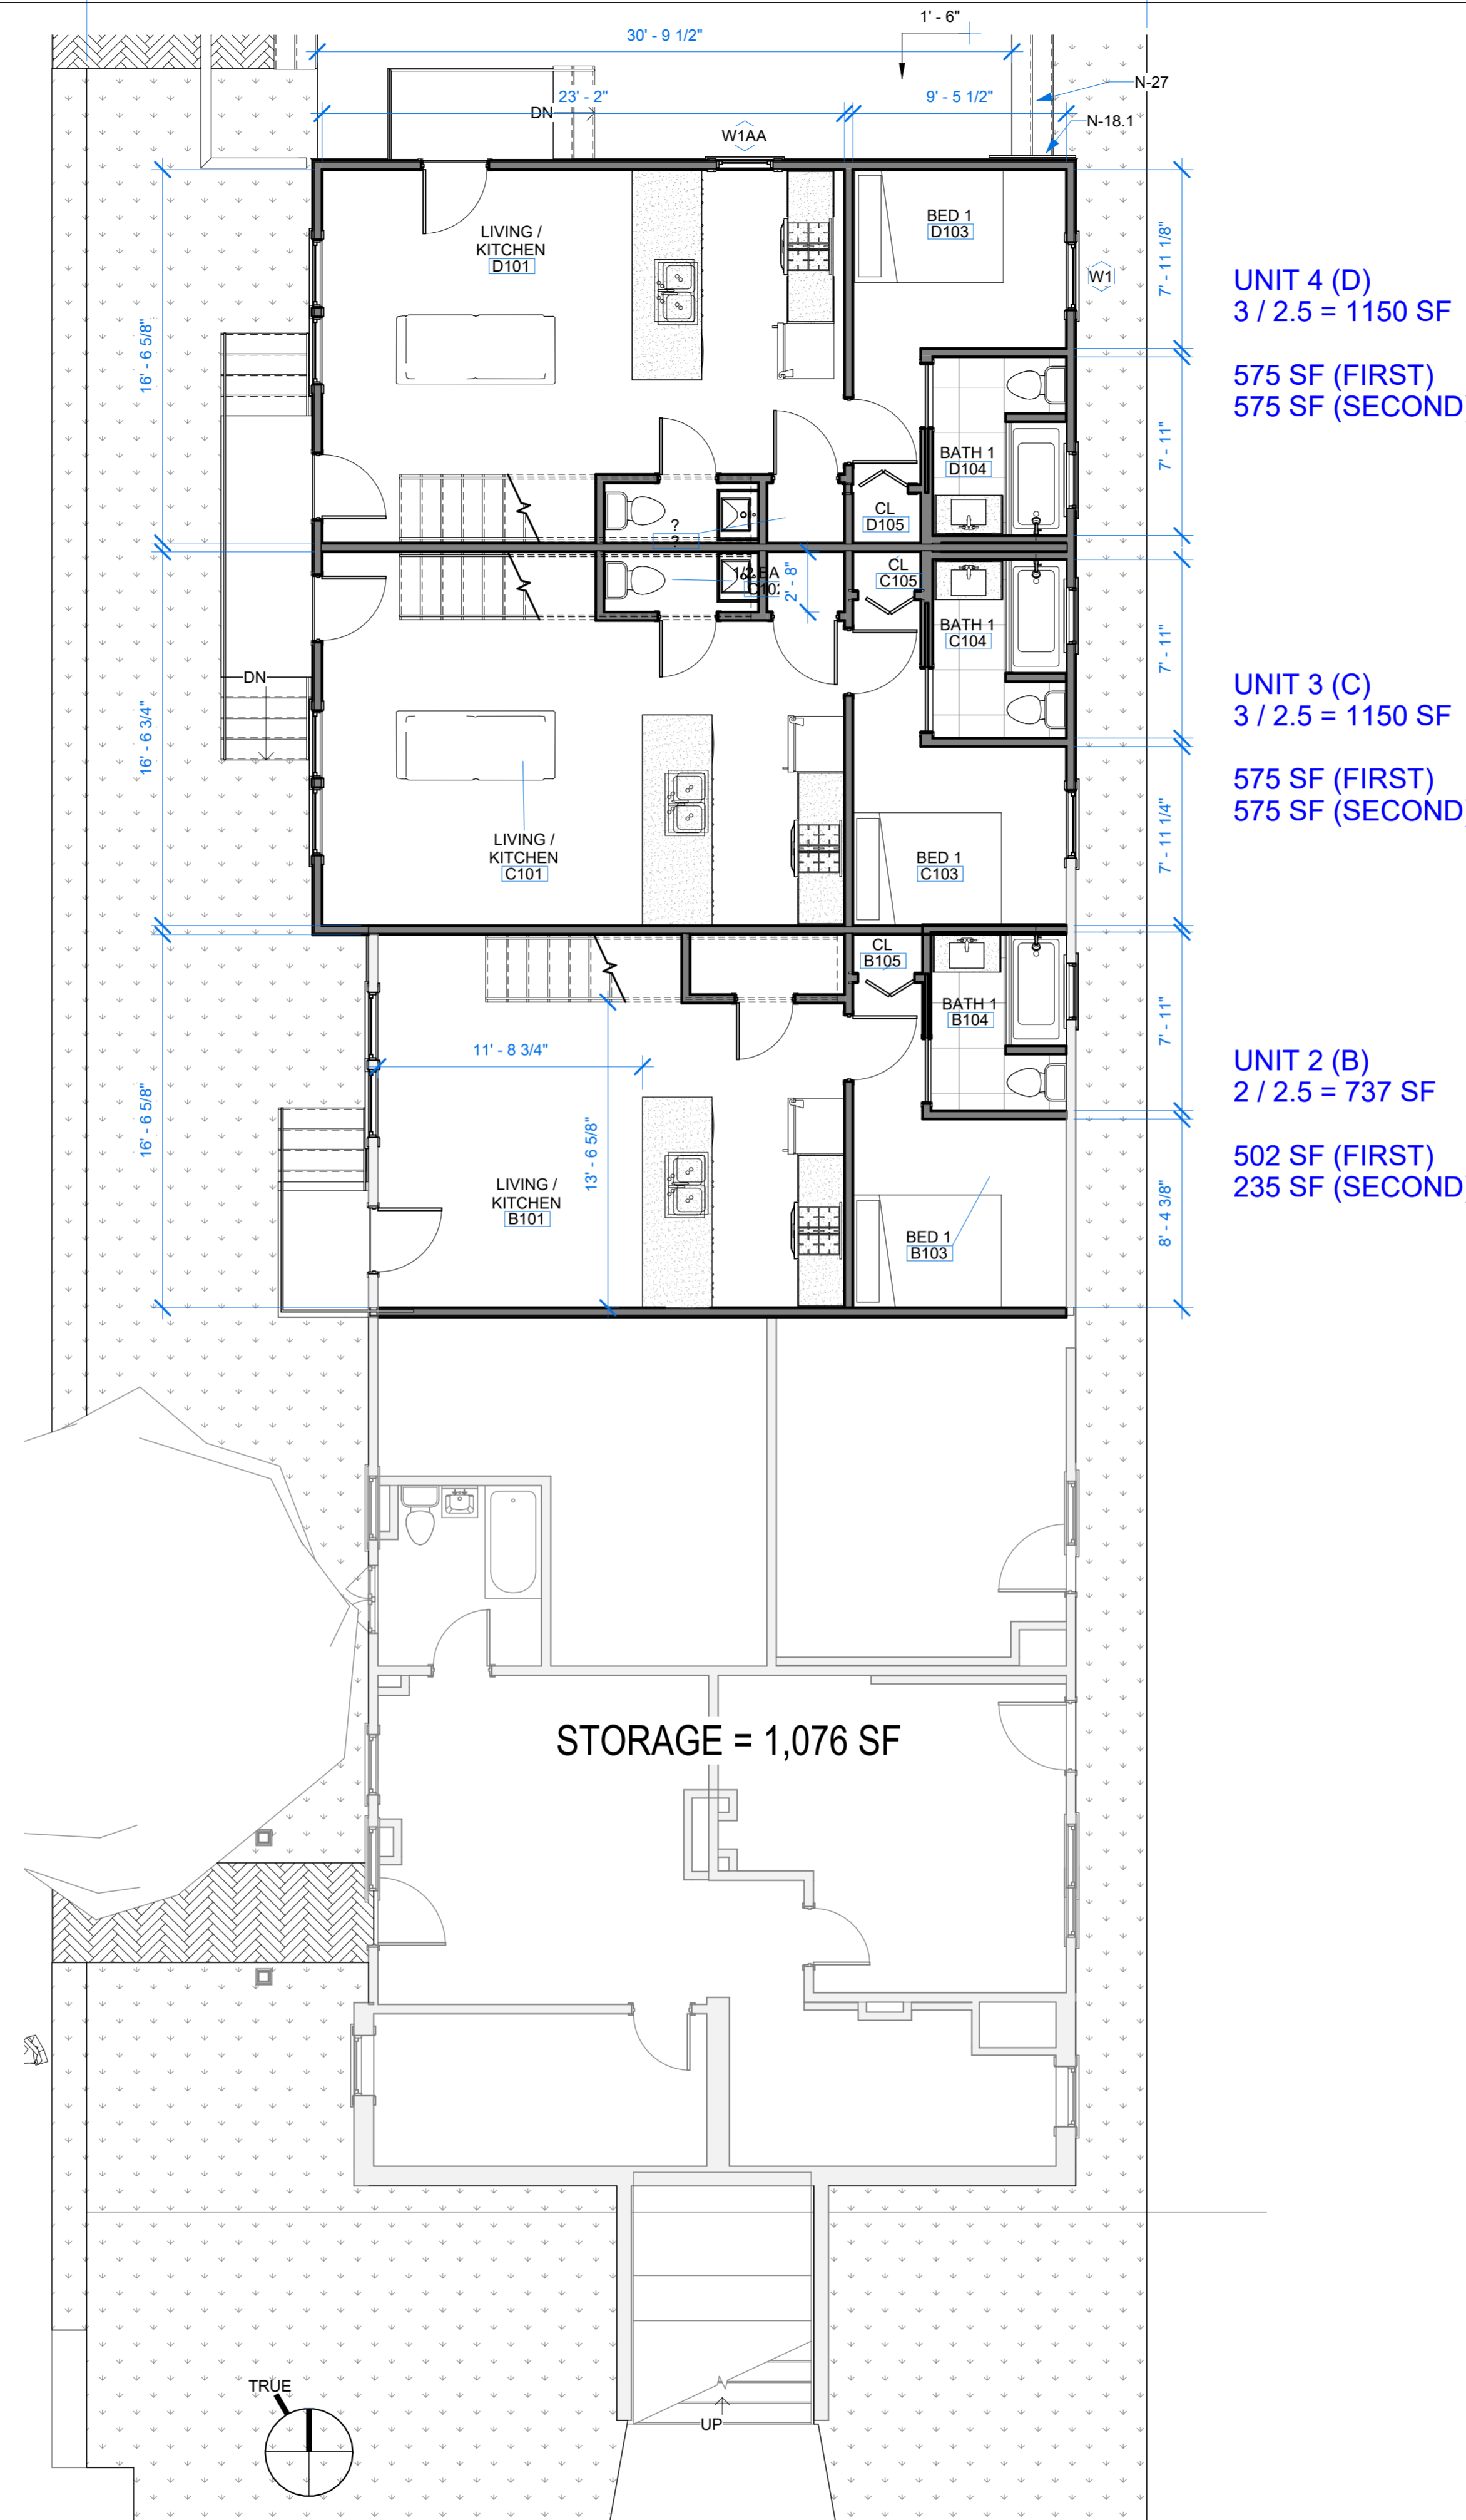 1' - 6"
30' - 9 1/2"
N-27
23' - 2"
9' - 5 1/2"
DN
N-18.1
W1AA
LIVING /
KITCHEN
D101
BED 1
D103
7' - 11 1/8"
W1
UNIT 4 (D)
3 / 2.5 = 1150 SF
575 SF (FIRST)
575 SF (SECOND
16' - 6 5/8"
BATH 1
D104
7' - 11"
CL
D105
?
?
1/2 BA
C102
2' - 8"
CL
C105
BATH 1
C104
7' - 11"
DN
UNIT 3 (C)
3 / 2.5 = 1150 SF
575 SF (FIRST)
575 SF (SECOND
16' - 6 3/4"
LIVING /
KITCHEN
C101
BED 1
C103
7' - 11 1/4"
CL
B105
BATH 1
B104
7' - 11"
11' - 8 3/4"
UNIT 2 (B)
2 / 2.5 = 737 SF
502 SF (FIRST)
235 SF (SECOND
16' - 6 5/8"
13' - 6 5/8"
LIVING /
KITCHEN
B101
BED 1
B103
8' - 4 3/8"
STORAGE = 1,076 SF
TRUE
UP